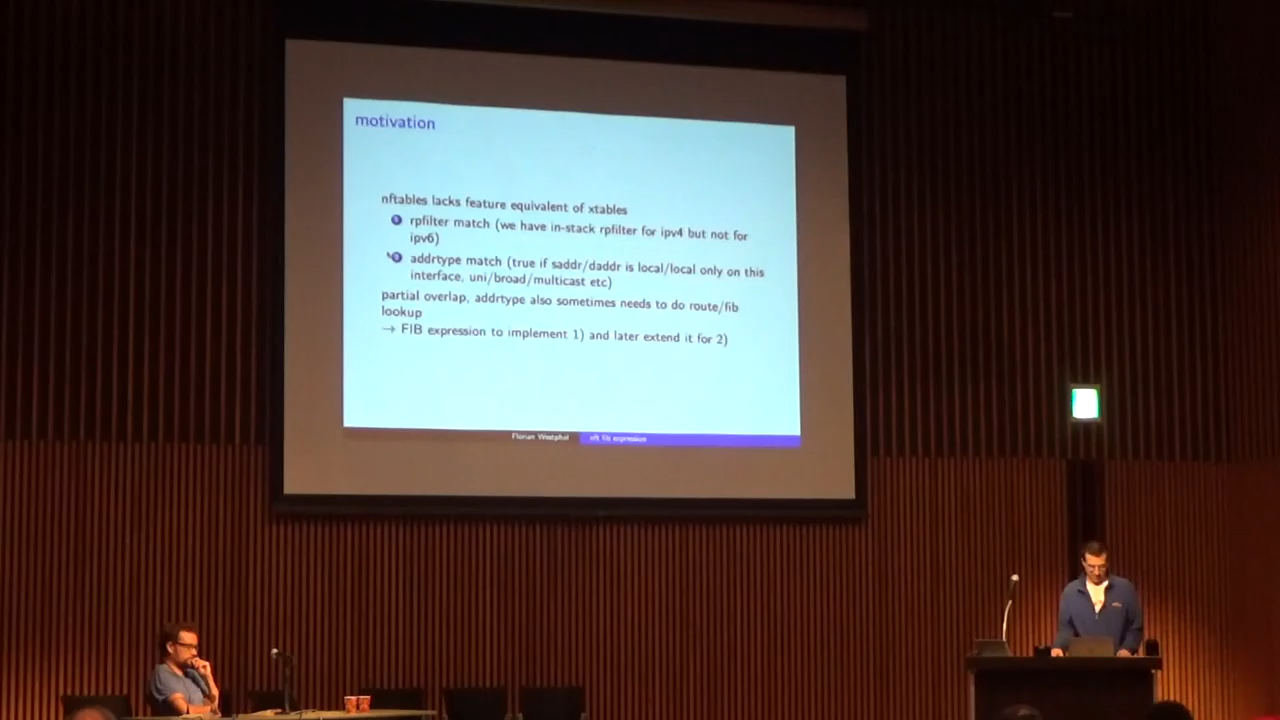 motivation
nftables lacks feature equivalent of xtables
1 rpfilter match (we have in-stack rpfilter for ipv4 but not for
ipv6)
2 addrtype match (true if saddr/daddr is local/local only on this
interface, uni/broad/multicast etc)
partial overlap, addrtype also sometimes needs to do route/fib
lookup
→ FIB expression to implement 1) and later extend it for 2)
Florian Westphal nft fib expression